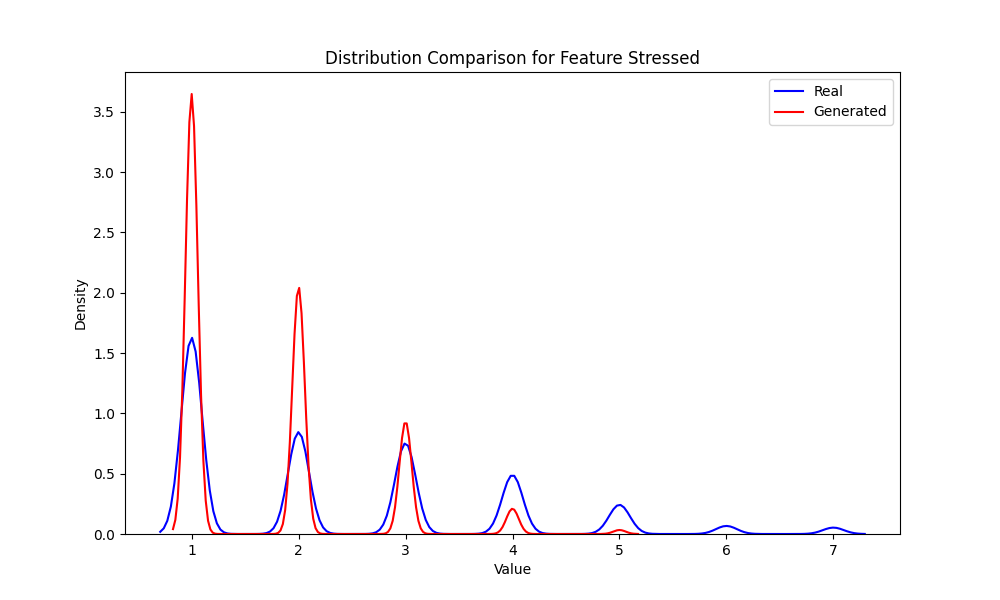 Distribution Comparison for Feature Stressed
Real
Generated
3.5
3.0
2.5
2.0
1.5
1.0
0.5
0.0
Density
1 2 3 4 5 6 7
Value